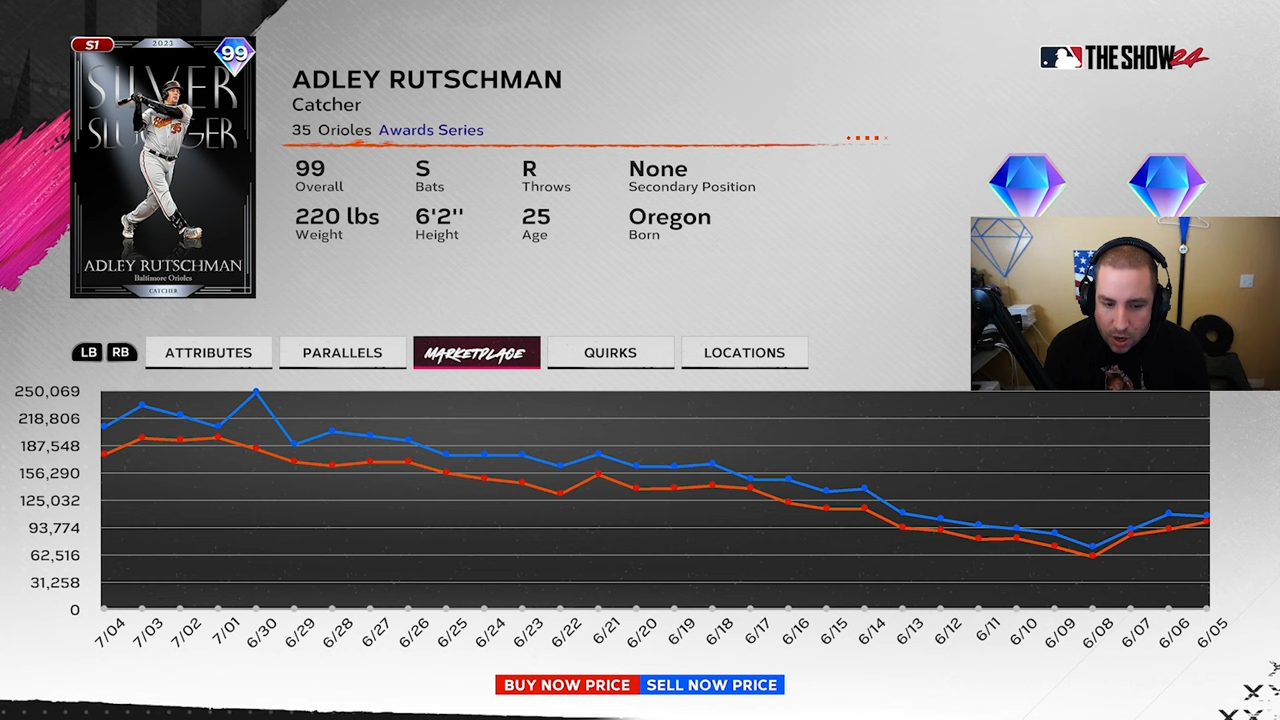 S1
2023
99
SILVER
SLUGGER
ADLEY RUTSCHMAN
Baltimore Orioles
CATCHER
ADLEY RUTSCHMAN
Catcher
35 Orioles Awards Series
99
Overall
S
Bats
R
Throws
None
Secondary Position
220 lbs
Weight
6'2''
Height
25
Age
Oregon
Born
THE SHOW 24
LB RB ATTRIBUTES PARALLELS MARKETPLACE QUIRKS LOCATIONS
250,069
218,806
187,548
156,290
125,032
93,774
62,516
31,258
0
7/04 7/03 7/02 7/01 6/30 6/29 6/28 6/27 6/26 6/25 6/24 6/23 6/22 6/21 6/20 6/19 6/18 6/17 6/16 6/15 6/14 6/13 6/12 6/11 6/10 6/09 6/08 6/07 6/06 6/05
BUY NOW PRICE SELL NOW PRICE